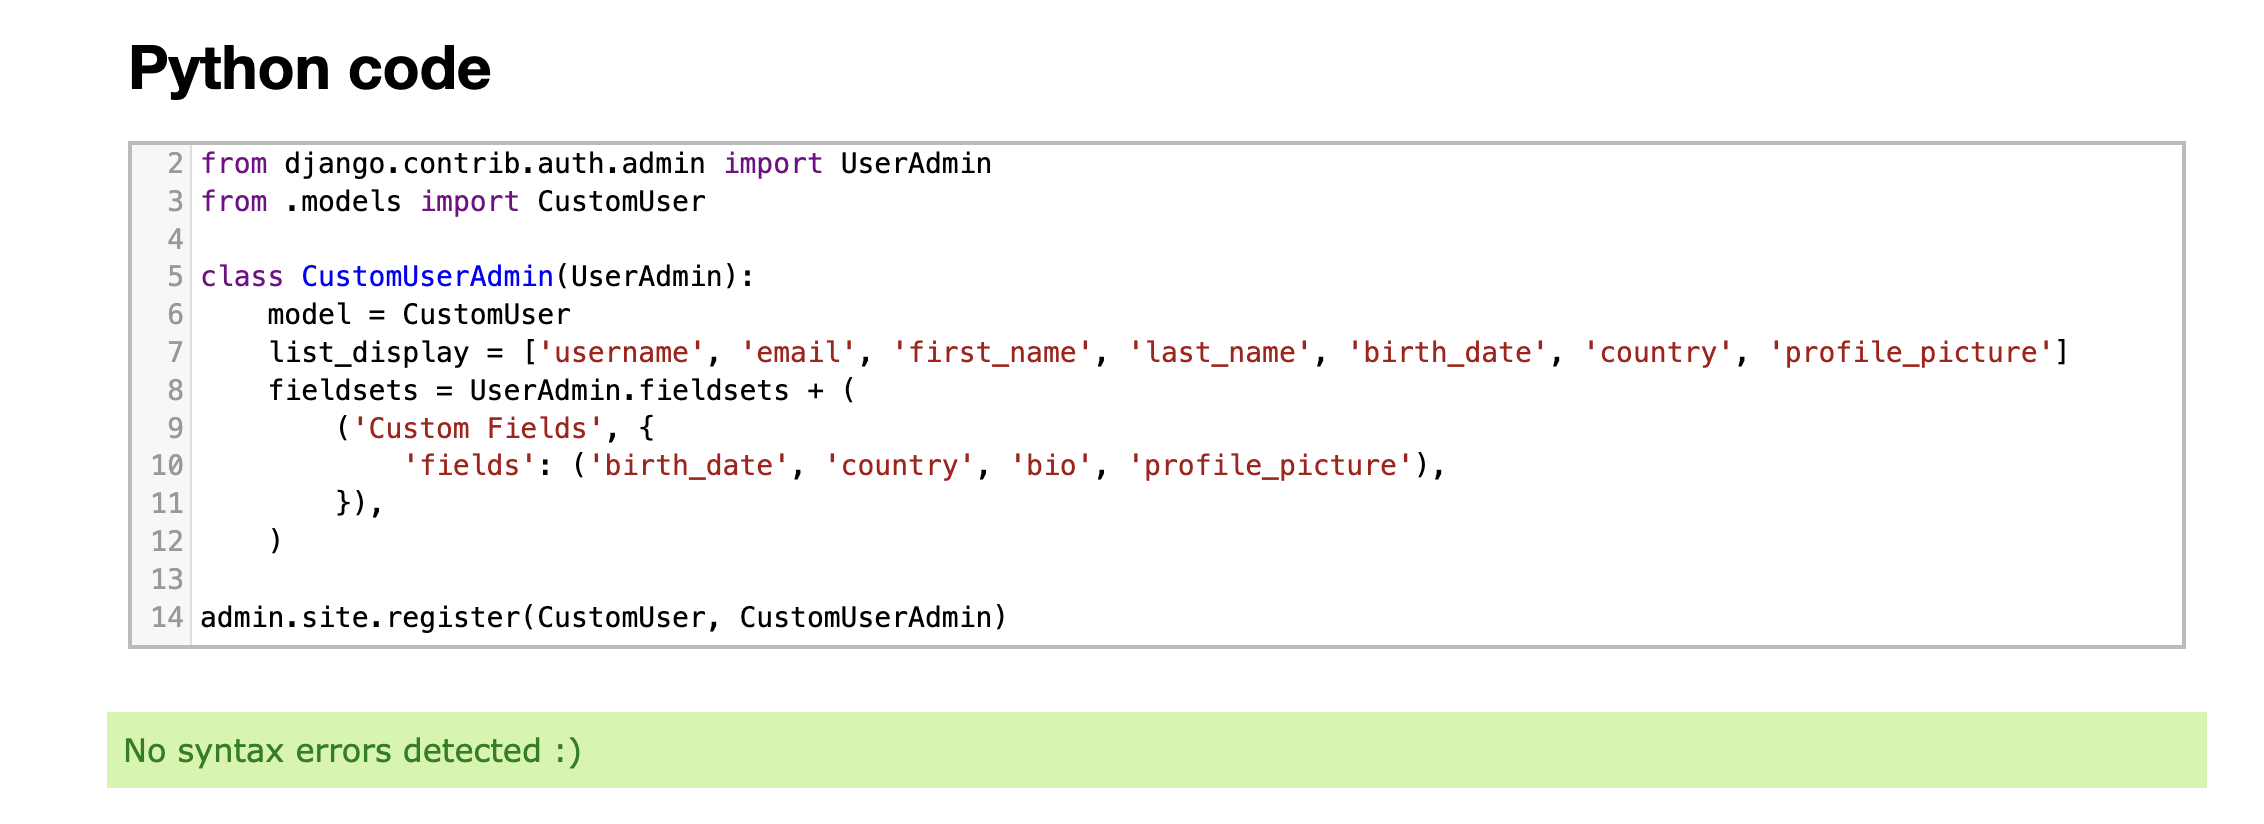 Python code
2 from django.contrib.auth.admin import UserAdmin
3 from .models import CustomUser
4
5 class CustomUserAdmin(UserAdmin):
6     model = CustomUser
7     list_display = ['username', 'email', 'first_name', 'last_name', 'birth_date', 'country', 'profile_picture']
8     fieldsets = UserAdmin.fieldsets + (
9         ('Custom Fields', {
10             'fields': ('birth_date', 'country', 'bio', 'profile_picture'),
11         }),
12     )
13
14 admin.site.register(CustomUser, CustomUserAdmin)
No syntax errors detected :)